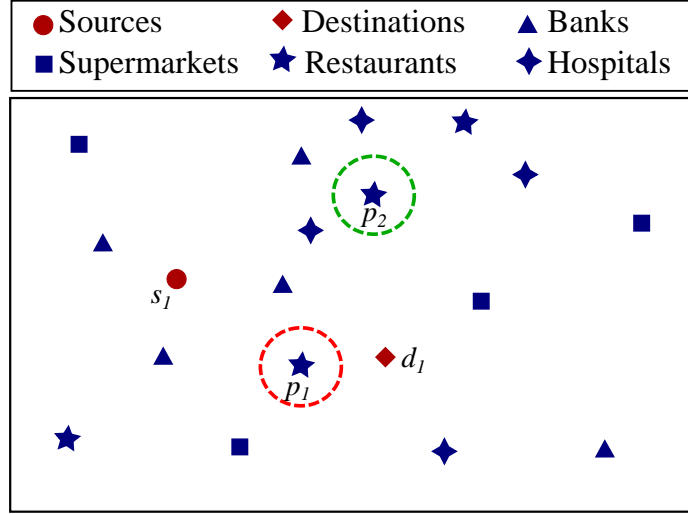 Sources Destinations Banks
Supermarkets Restaurants Hospitals
p2
s1
d1
p1